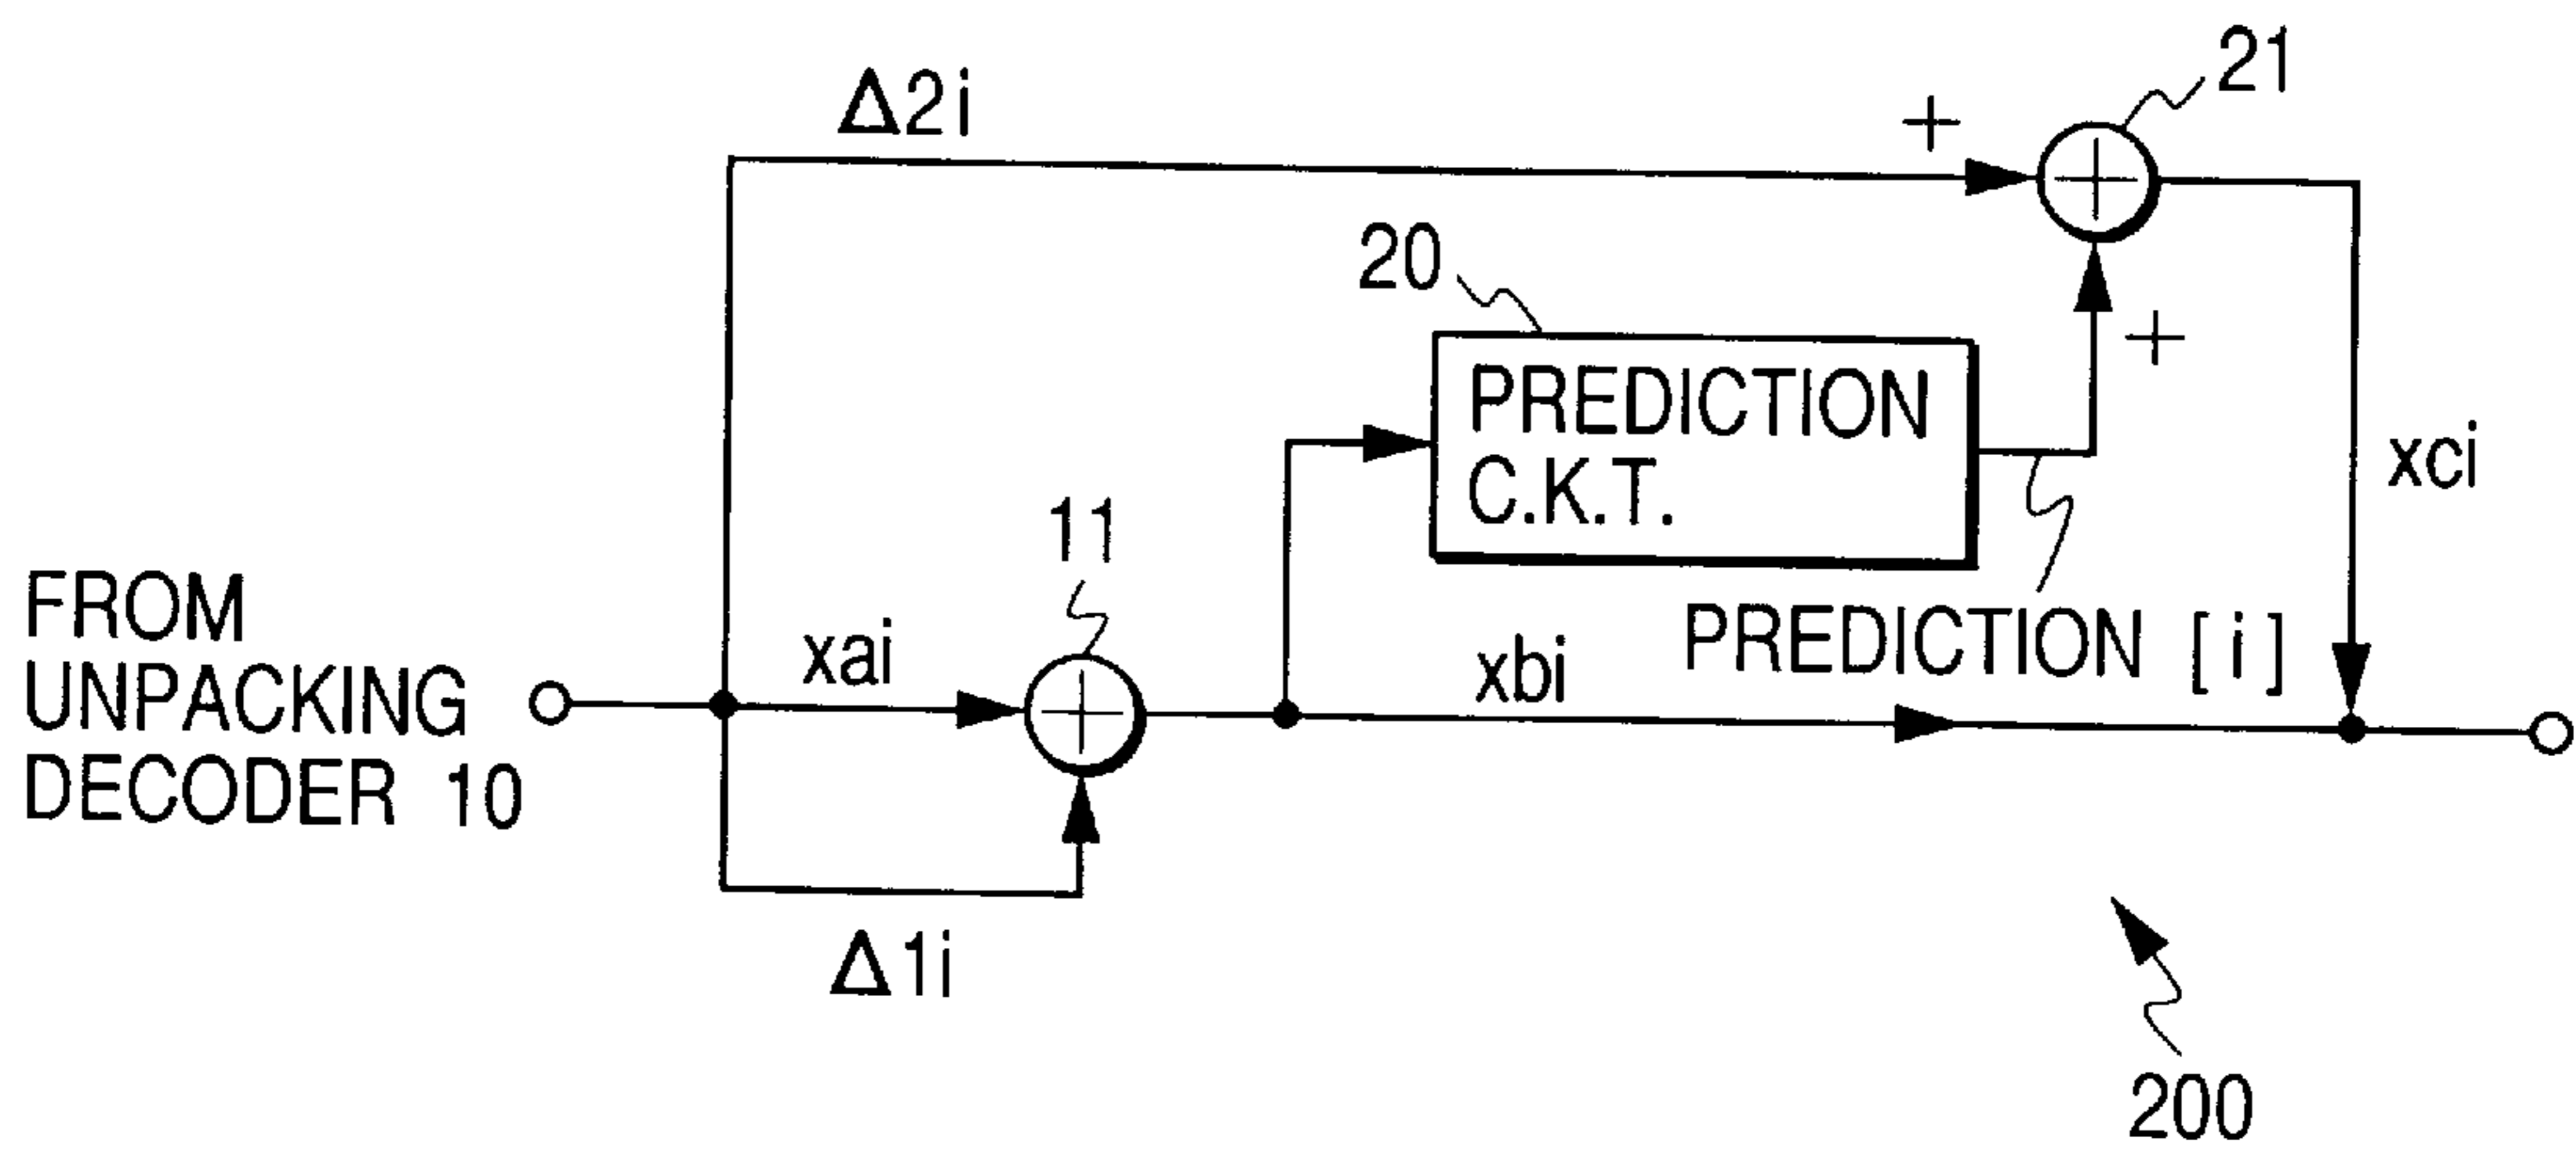 Δ2i
+
21
20
PREDICTION
C.K.T.
+
xci
11
FROM
UNPACKING
DECODER 10
xai
xbi
PREDICTION [i]
Δ1i
200